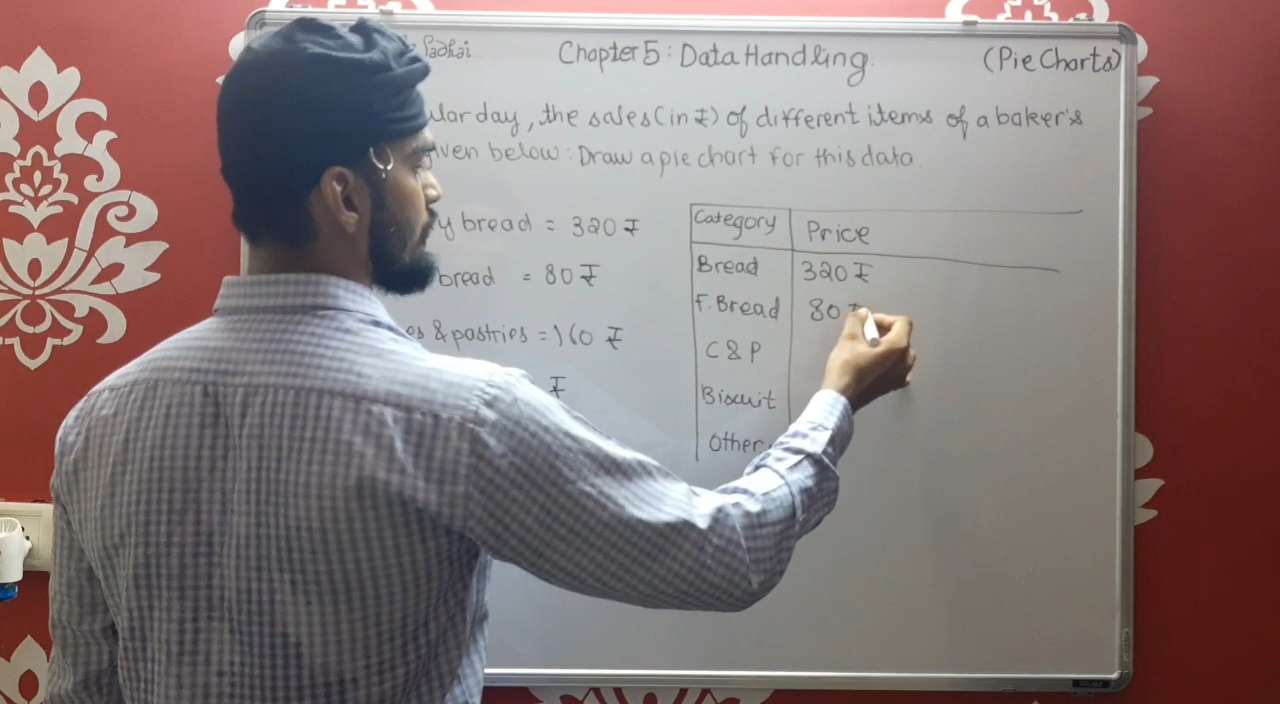 Padhai
Chapter 5: Data Handling. (Pie Charts)
lar day, the sales (in ₹) of different items of a baker's
ven below: Draw a pie chart for this data.
y bread = 320 ₹
bread = 80 ₹
es & pastries = 160 ₹
₹
Category Price
Bread 320 ₹
F. Bread 80 ₹
C & P
Biscuit
Other